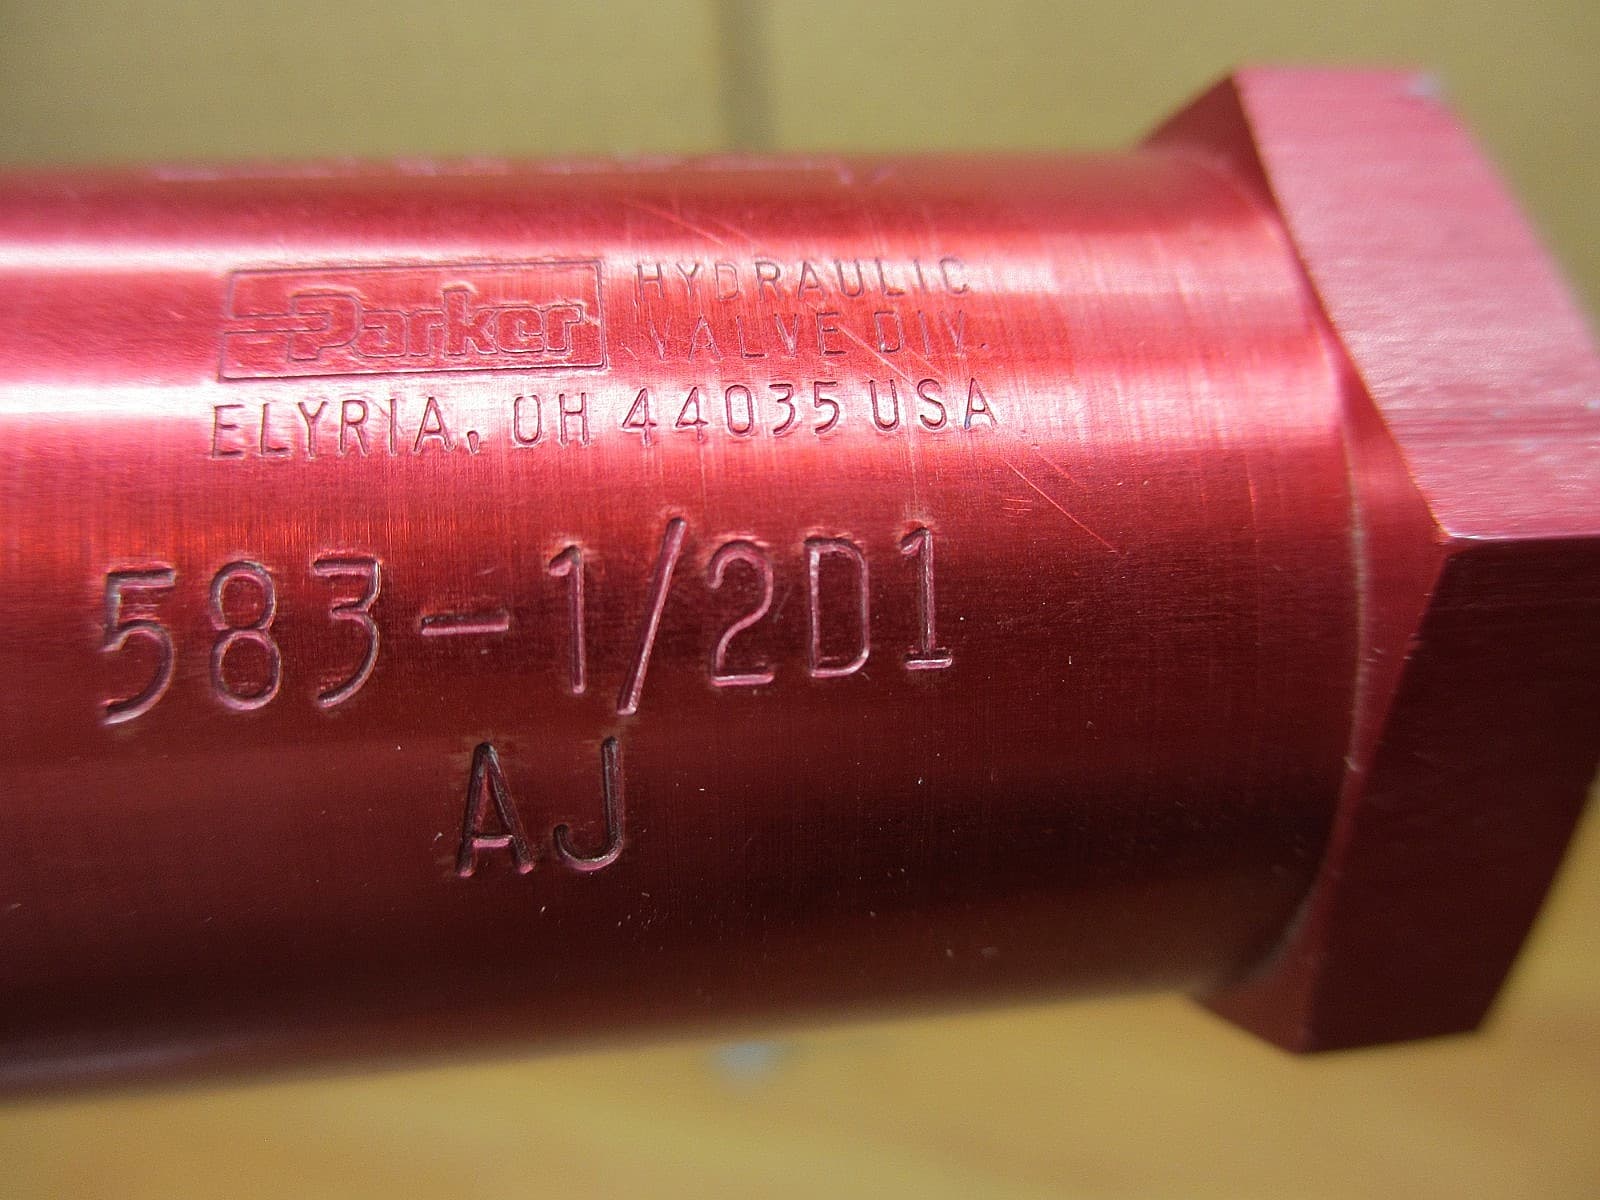 Parker HYDRAULIC
VALVE DIV.
ELYRIA, OH 44035 USA
583-1/2D1
AJ